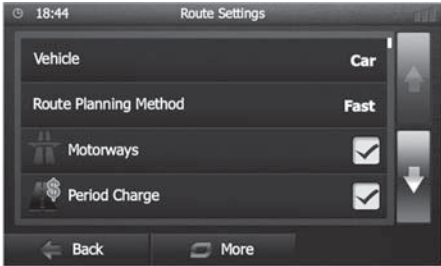 18:44 Route Settings
Vehicle Car
Route Planning Method Fast
Motorways
Period Charge
Back More